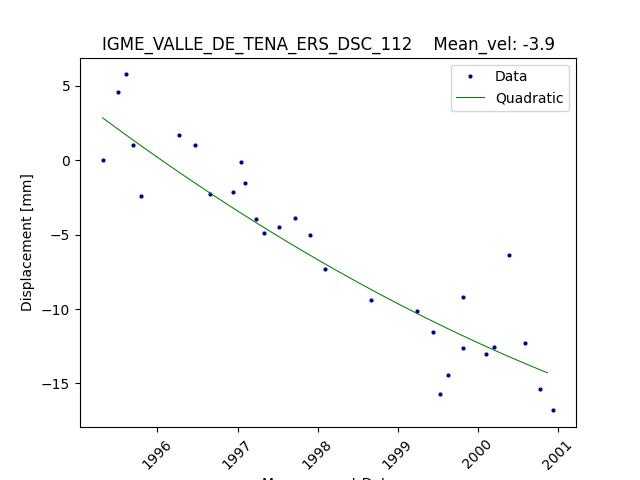 IGME_VALLE_DE_TENA_ERS_DSC_112    Mean_vel: -3.9
Data
Quadratic
Displacement [mm]
5
0
−5
−10
−15
1996
1997
1998
1999
2000
2001